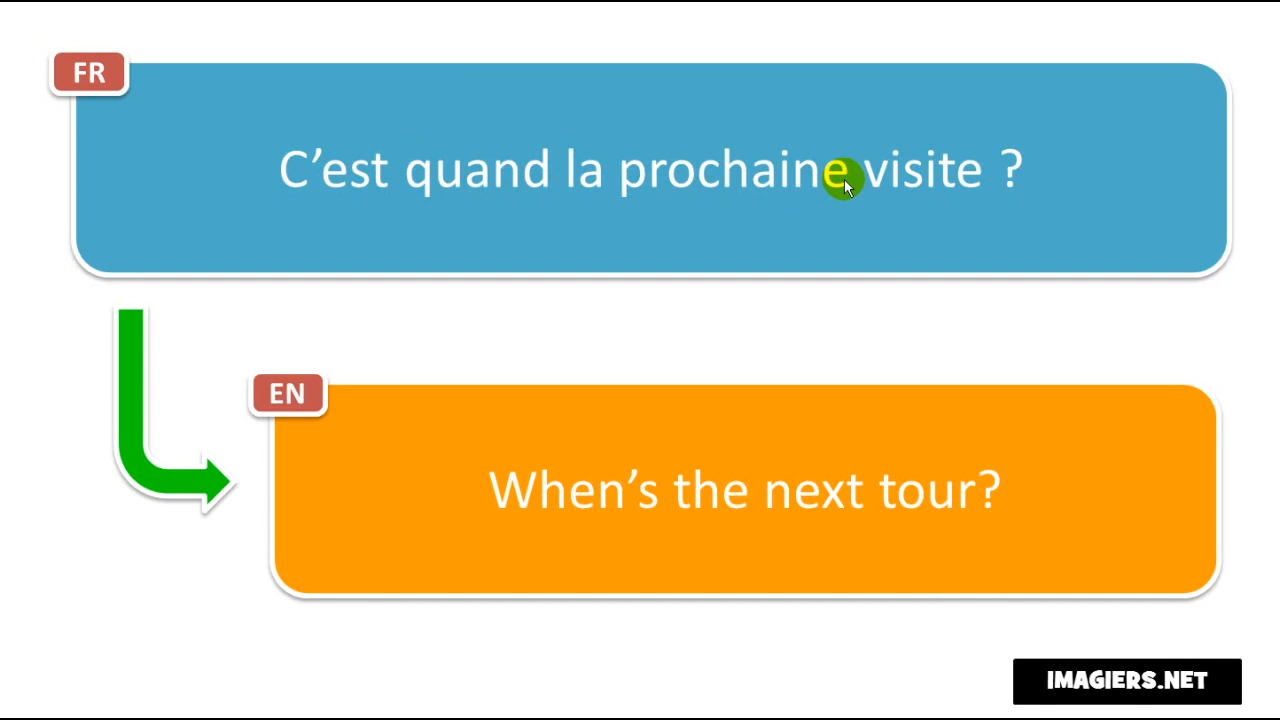 FR
C’est quand la prochaine visite ?
EN
When’s the next tour?
IMAGIERS.NET